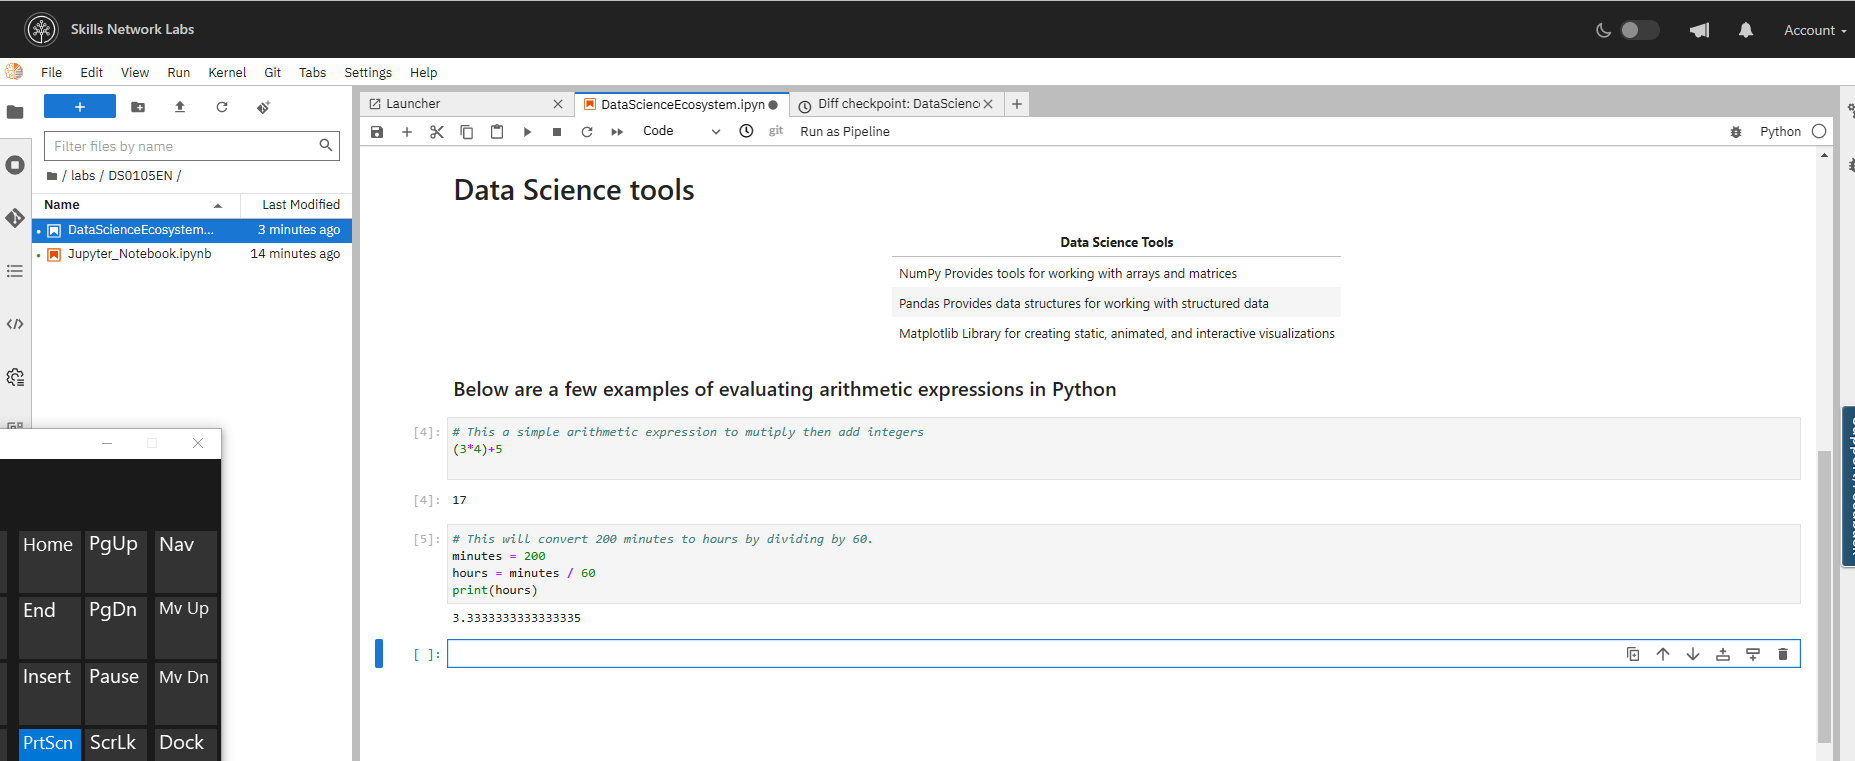 Skills Network Labs
Account
File Edit View Run Kernel Git Tabs Settings Help
+
Filter files by name
/ labs / DS0105EN /
Name Last Modified
DataScienceEcosystem... 3 minutes ago
Jupyter_Notebook.ipynb 14 minutes ago
Launcher
DataScienceEcosystem.ipyn
Diff checkpoint: DataScienc
Code git Run as Pipeline Python
Data Science tools
Data Science Tools
NumPy Provides tools for working with arrays and matrices
Pandas Provides data structures for working with structured data
Matplotlib Library for creating static, animated, and interactive visualizations
Below are a few examples of evaluating arithmetic expressions in Python
[4]: # This a simple arithmetic expression to mutiply then add integers
(3*4)+5
[4]: 17
[5]: # This will convert 200 minutes to hours by dividing by 60.
minutes = 200
hours = minutes / 60
print(hours)
3.3333333333333335
[ ]:
Home PgUp Nav
End PgDn Mv Up
Insert Pause Mv Dn
PrtScn ScrLk Dock